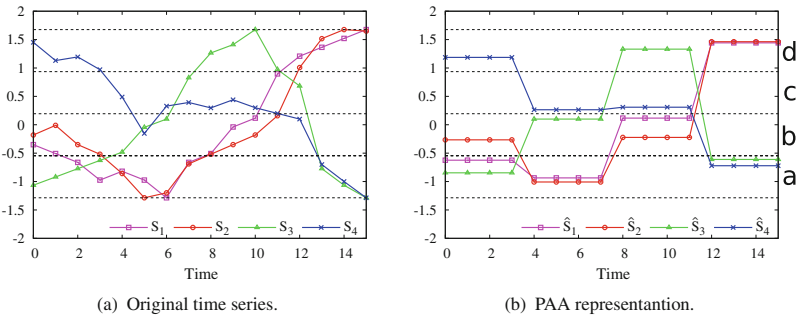 2
1.5
1
0.5
0
-0.5
-1
-1.5
-2
0 2 4 6 8 10 12 14
Time
S1 S2 S3 S4
(a) Original time series.
2
1.5
1
0.5
0
-0.5
-1
-1.5
-2
0 2 4 6 8 10 12 14
Time
Ŝ1 Ŝ2 Ŝ3 Ŝ4
d
c
b
a
(b) PAA representantion.